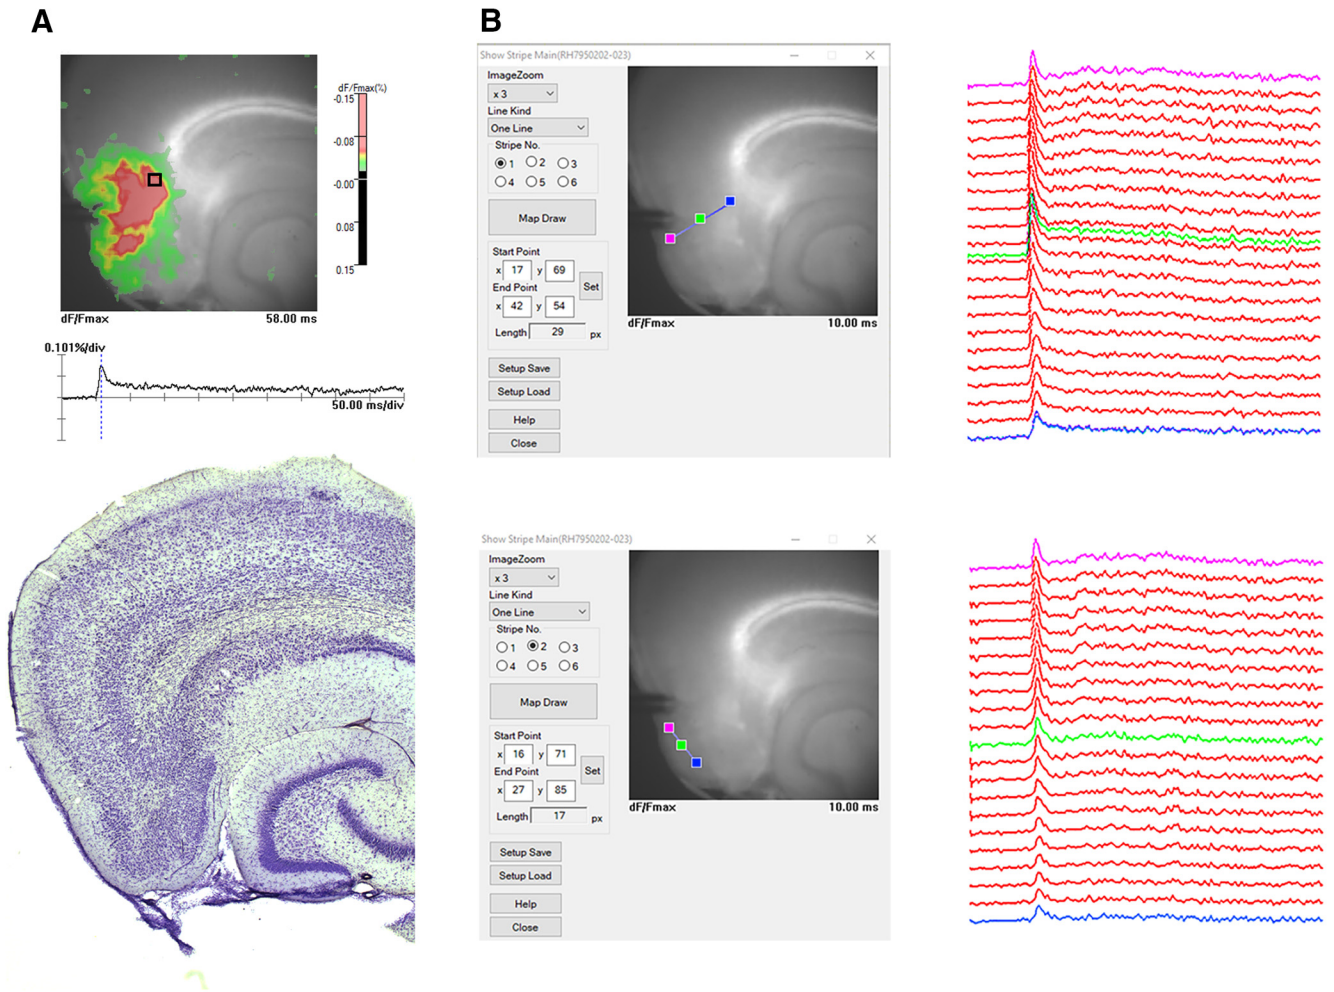 A
dF/Fmax(%)
-0.15
-0.08
-0.00
0.08
0.15
dF/Fmax 58.00 ms
0.101%/div
50.00 ms/div
B
Show Stripe Main(RH7950202-023)
ImageZoom
x 3
Line Kind
One Line
Stripe No.
1 2 3
4 5 6
Map Draw
Start Point
x 17 y 69
End Point
Set
x 42 y 54
Length 29 px
Setup Save
Setup Load
Help
Close
dF/Fmax 10.00 ms
Show Stripe Main(RH7950202-023)
ImageZoom
x 3
Line Kind
One Line
Stripe No.
1 2 3
4 5 6
Map Draw
Start Point
x 16 y 71
End Point
Set
x 27 y 85
Length 17 px
Setup Save
Setup Load
Help
Close
dF/Fmax 10.00 ms